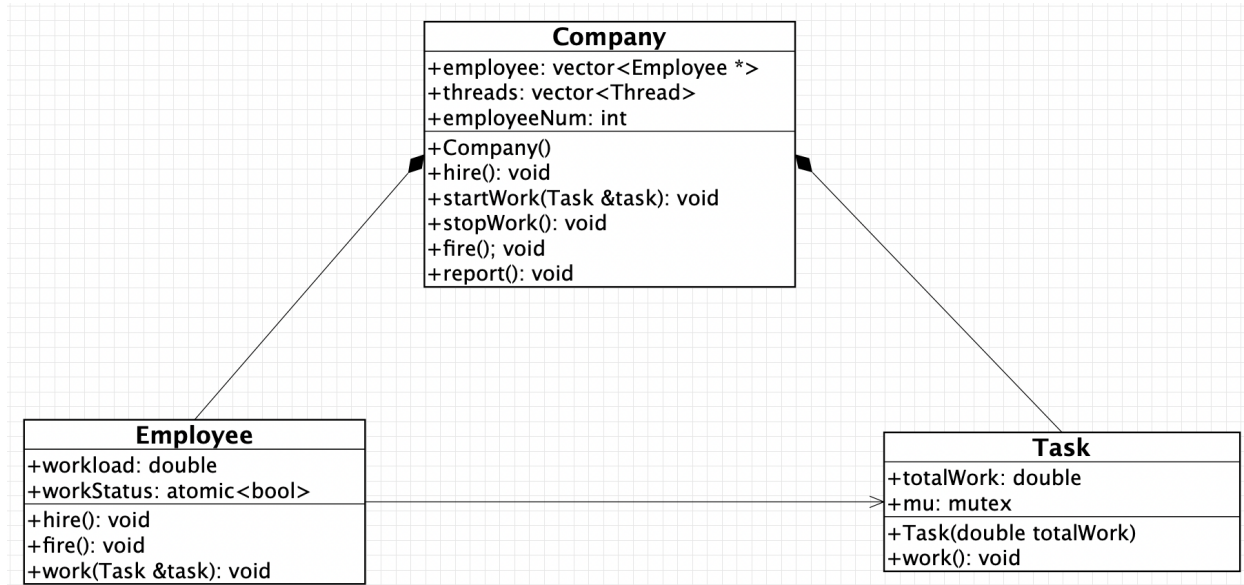 Company
+employee: vector<Employee *>
+threads: vector<Thread>
+employeeNum: int
+Company()
+hire(): void
+startWork(Task &task): void
+stopWork(): void
+fire(); void
+report(): void
Employee
+workload: double
+workStatus: atomic<bool>
+hire(): void
+fire(): void
+work(Task &task): void
Task
+totalWork: double
+mu: mutex
+Task(double totalWork)
+work(): void